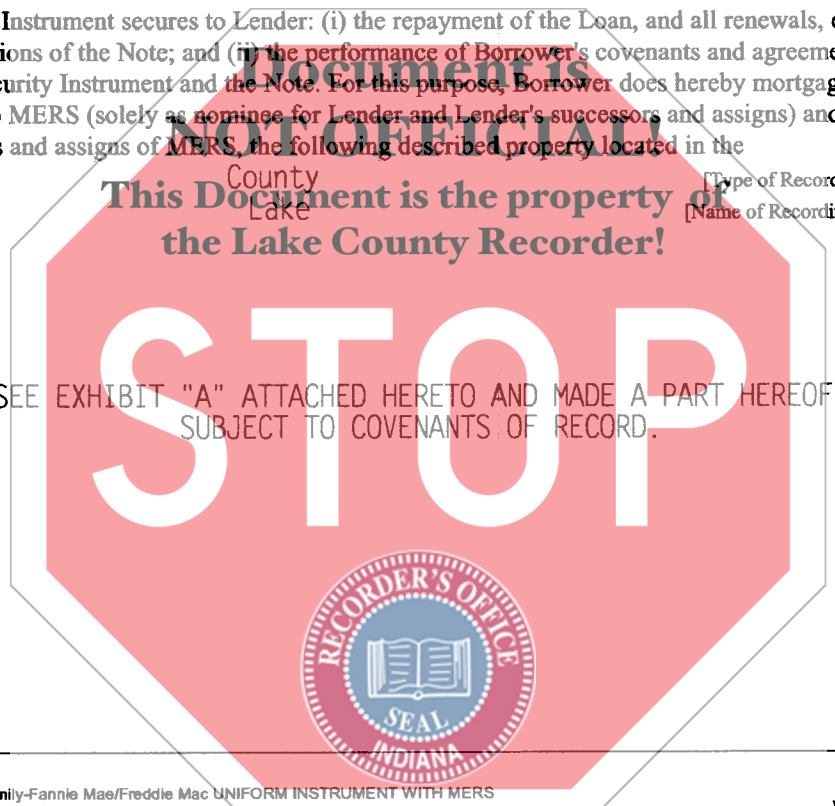 Instrument secures to Lender: (i) the repayment of the Loan, and all renewals,
ions of the Note; and (ii) the performance of Borrower's covenants and agreeme
curity Instrument and the Note. For this purpose, Borrower does hereby mortgag
MERS (solely as nominee for Lender and Lender's successors and assigns) and
s and assigns of MERS, the following described property located in the
County [Type of Record
Lake [Name of Recordi
Document is
NOT OFFICIAL!
This Document is the property of
the Lake County Recorder!
STOP
SEE EXHIBIT "A" ATTACHED HERETO AND MADE A PART HEREOF
SUBJECT TO COVENANTS OF RECORD.
RECORDER'S OFFICE
SEAL
INDIANA
nily-Fannie Mae/Freddie Mac UNIFORM INSTRUMENT WITH MERS